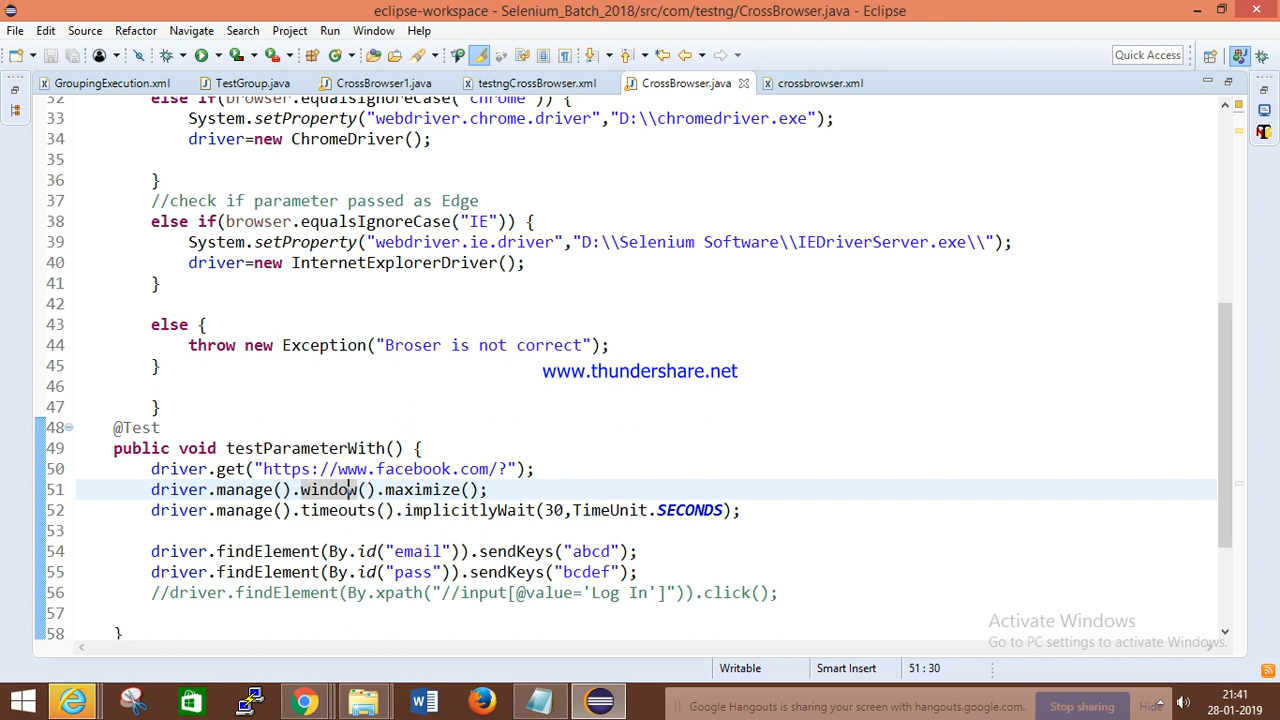 eclipse-workspace - Selenium_Batch_2018/src/com/testng/CrossBrowser.java - Eclipse
File Edit Source Refactor Navigate Search Project Run Window Help
Quick Access
GroupingExecution.xml TestGroup.java CrossBrowser1.java testngCrossBrowser.xml CrossBrowser.java crossbrowser.xml
32 else if(browser.equalsIgnoreCase("chrome")) {
33 System.setProperty("webdriver.chrome.driver","D:\\chromedriver.exe");
34 driver=new ChromeDriver();
35
36 }
37 //check if parameter passed as Edge
38 else if(browser.equalsIgnoreCase("IE")) {
39 System.setProperty("webdriver.ie.driver","D:\\Selenium Software\\IEDriverServer.exe\\");
40 driver=new InternetExplorerDriver();
41 }
42
43 else {
44 throw new Exception("Broser is not correct");
45 }
www.thundershare.net
46
47 }
48 @Test
49 public void testParameterWith() {
50 driver.get("https://www.facebook.com/?");
51 driver.manage().window().maximize();
52 driver.manage().timeouts().implicitlyWait(30,TimeUnit.SECONDS);
53
54 driver.findElement(By.id("email")).sendKeys("abcd");
55 driver.findElement(By.id("pass")).sendKeys("bcdef");
56 //driver.findElement(By.xpath("//input[@value='Log In']")).click();
57
58 }
Activate Windows
Go to PC settings to activate Windows.
Writable Smart Insert 51 : 30
Google Hangouts is sharing your screen with hangouts.google.com. Stop sharing Hide
21:41
28-01-2019